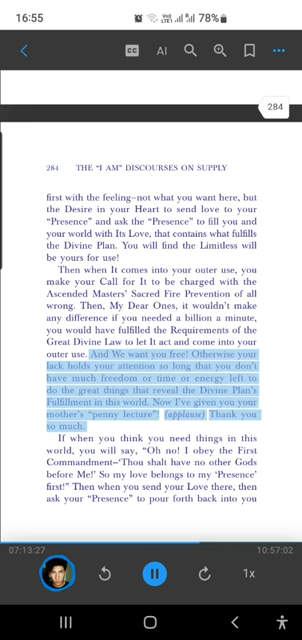 16:55
78%
CC
AI
284
284 THE “I AM” DISCOURSES ON SUPPLY
first with the feeling–not what you want here, but
the Desire in your Heart to send love to your
“Presence” and ask the “Presence” to fill you and
your world with Its Love, that contains what fulfills
the Divine Plan. You will find the Limitless will
be yours for use!
Then when It comes into your outer use, you
make your Call for It to be charged with the
Ascended Masters’ Sacred Fire Prevention of all
wrong. Then, My Dear Ones, it wouldn’t make
any difference if you needed a billion a minute,
you would have fulfilled the Requirements of the
Great Divine Law to let It act and come into your
outer use. And We want you free! Otherwise your
lack holds your attention so long that you don’t
have much freedom or time or energy left to
do the great things that reveal the Divine Plan’s
Fulfillment in this world. Now I’ve given you your
mother’s “penny lecture”! (applause) Thank you
so much.
If when you think you need things in this
world, you will say, “Oh no! I obey the First
Commandment–‘Thou shalt have no other Gods
before Me!’ So my love belongs to my ‘Presence’
first!” Then when you send your Love there, then
ask your “Presence” to pour forth back into you
07:13:27
10:57:02
1x